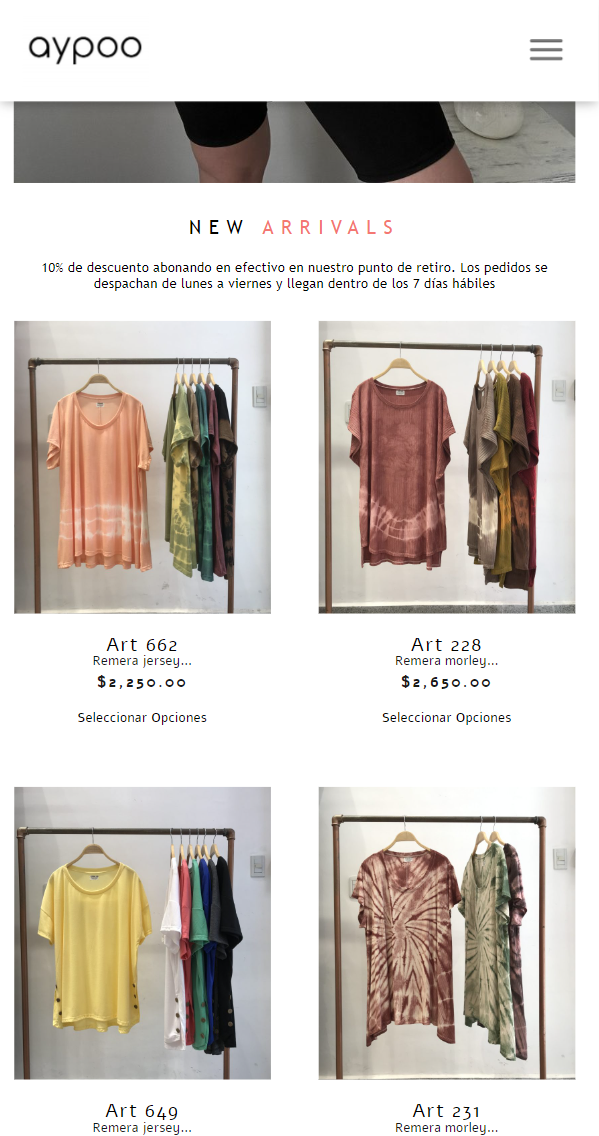 aypoo
NEW ARRIVALS
10% de descuento abonando en efectivo en nuestro punto de retiro. Los pedidos se
despachan de lunes a viernes y llegan dentro de los 7 días hábiles
Art 662
Remera jersey...
$2,250.00
Seleccionar Opciones
Art 228
Remera morley...
$2,650.00
Seleccionar Opciones
Art 649
Remera jersey...
Art 231
Remera morley...